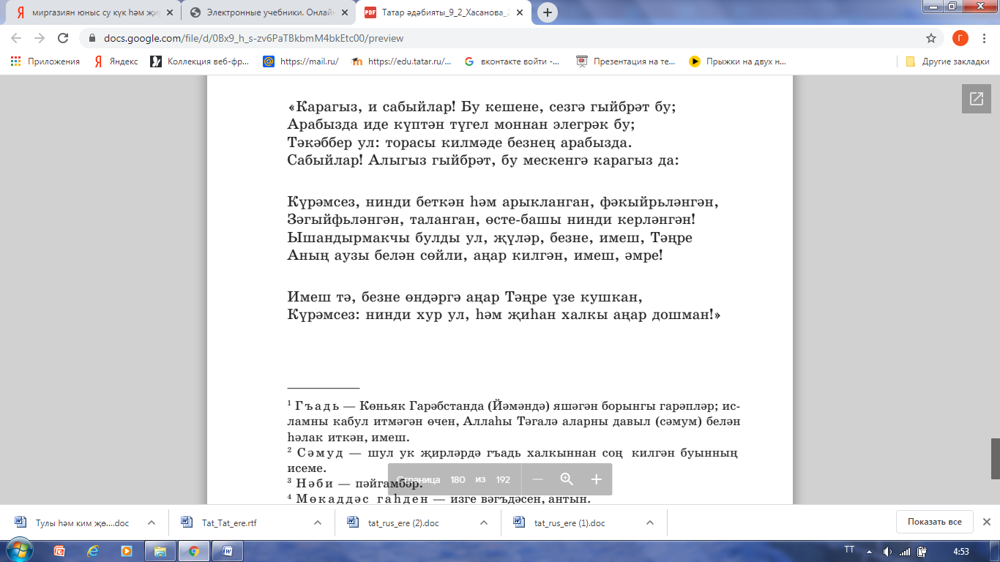 миргазиян юныс су күк һәм җир
Электронные учебники. Онлайн
Татар әдәбияты_9_2_Хасанова_2
docs.google.com/file/d/0Bx9_h_s-zv6PaTBkbmM4bkEtc00/preview
Г
Приложения Яндекс Коллекция веб-фр... https://mail.ru/ https://edu.tatar.ru/... вконтакте войти -... Презентация на те... Прыжки на двух н... Другие закладки
«Карагыз, и сабыйлар! Бу кешене, сезгә гыйбрәт бу;
Арабызда иде күптән түгел моннан элегрәк бу;
Тәкәббер ул: торасы килмәде безнең арабызда.
Сабыйлар! Алыгыз гыйбрәт, бу мескенгә карагыз да:
Күрәмсез, нинди беткән һәм арыкланган, фәкыйрьләнгән,
Зәгыйфьләнгән, таланган, өсте-башы нинди керләнгән!
Ышандырмакчы булды ул, җүләр, безне, имеш, Тәңре
Аның аузы белән сөйли, аңар килгән, имеш, әмре!
Имеш тә, безне өндәргә аңар Тәңре үзе кушкан,
Күрәмсез: нинди хур ул, һәм җиһан халкы аңар дошман!»
1 Гъадь — Көньяк Гарәбстанда (Йәмәндә) яшәгән борынгы гарәпләр; ис-
ламны кабул итмәгән өчен, Аллаһы Тәгалә аларны давыл (сәмум) белән
һәлак иткән, имеш.
2 Сәмуд — шул ук җирләрдә гъадь халкыннан соң килгән буынның
исеме.
3 Нәби — пәйгамбәр.
Страница 180 из 192
4 Мөкаддәс гаһден — изге вәгъдәсен, антын.
Тулы һәм ким җө....doc Tat_Tat_ere.rtf tat_rus_ere (2).doc tat_rus_ere (1).doc Показать все
TT 4:53